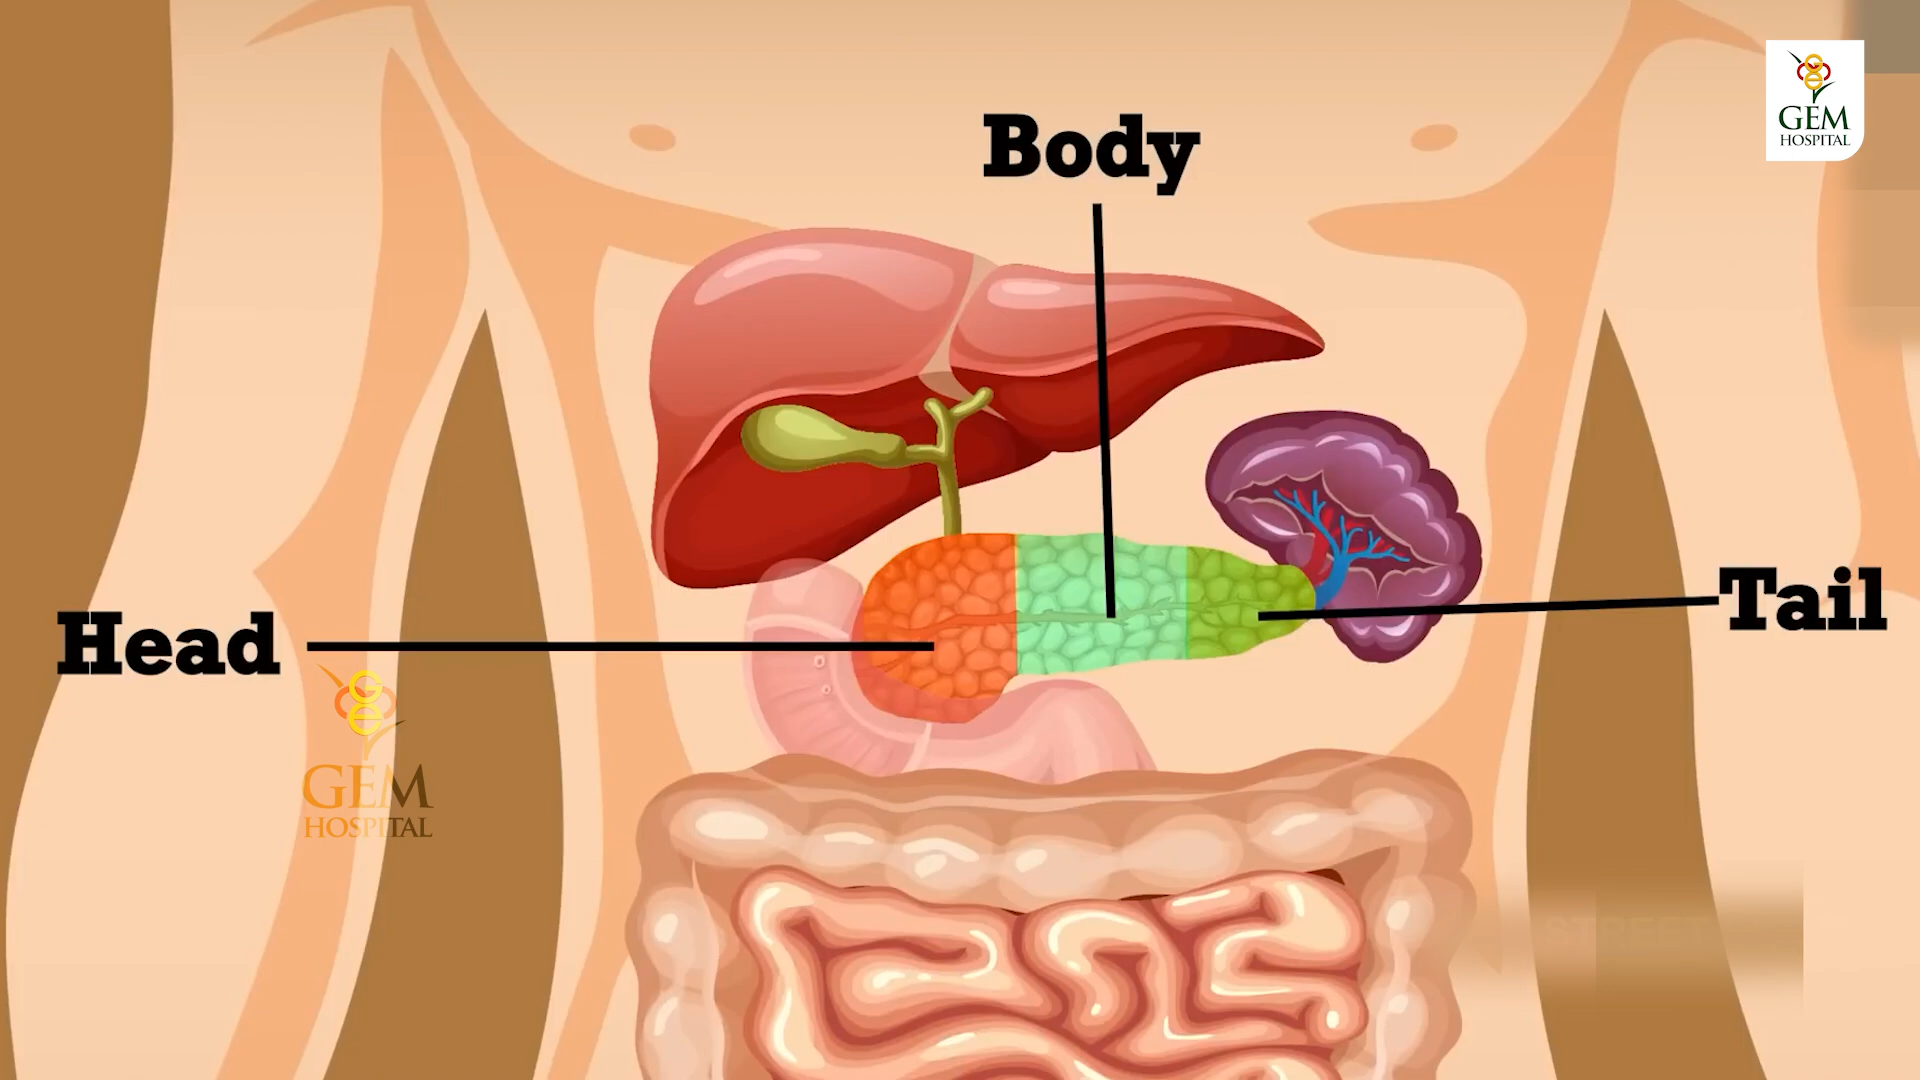 GEM
HOSPITAL
Body
Head
Tail
GEM
HOSPITAL